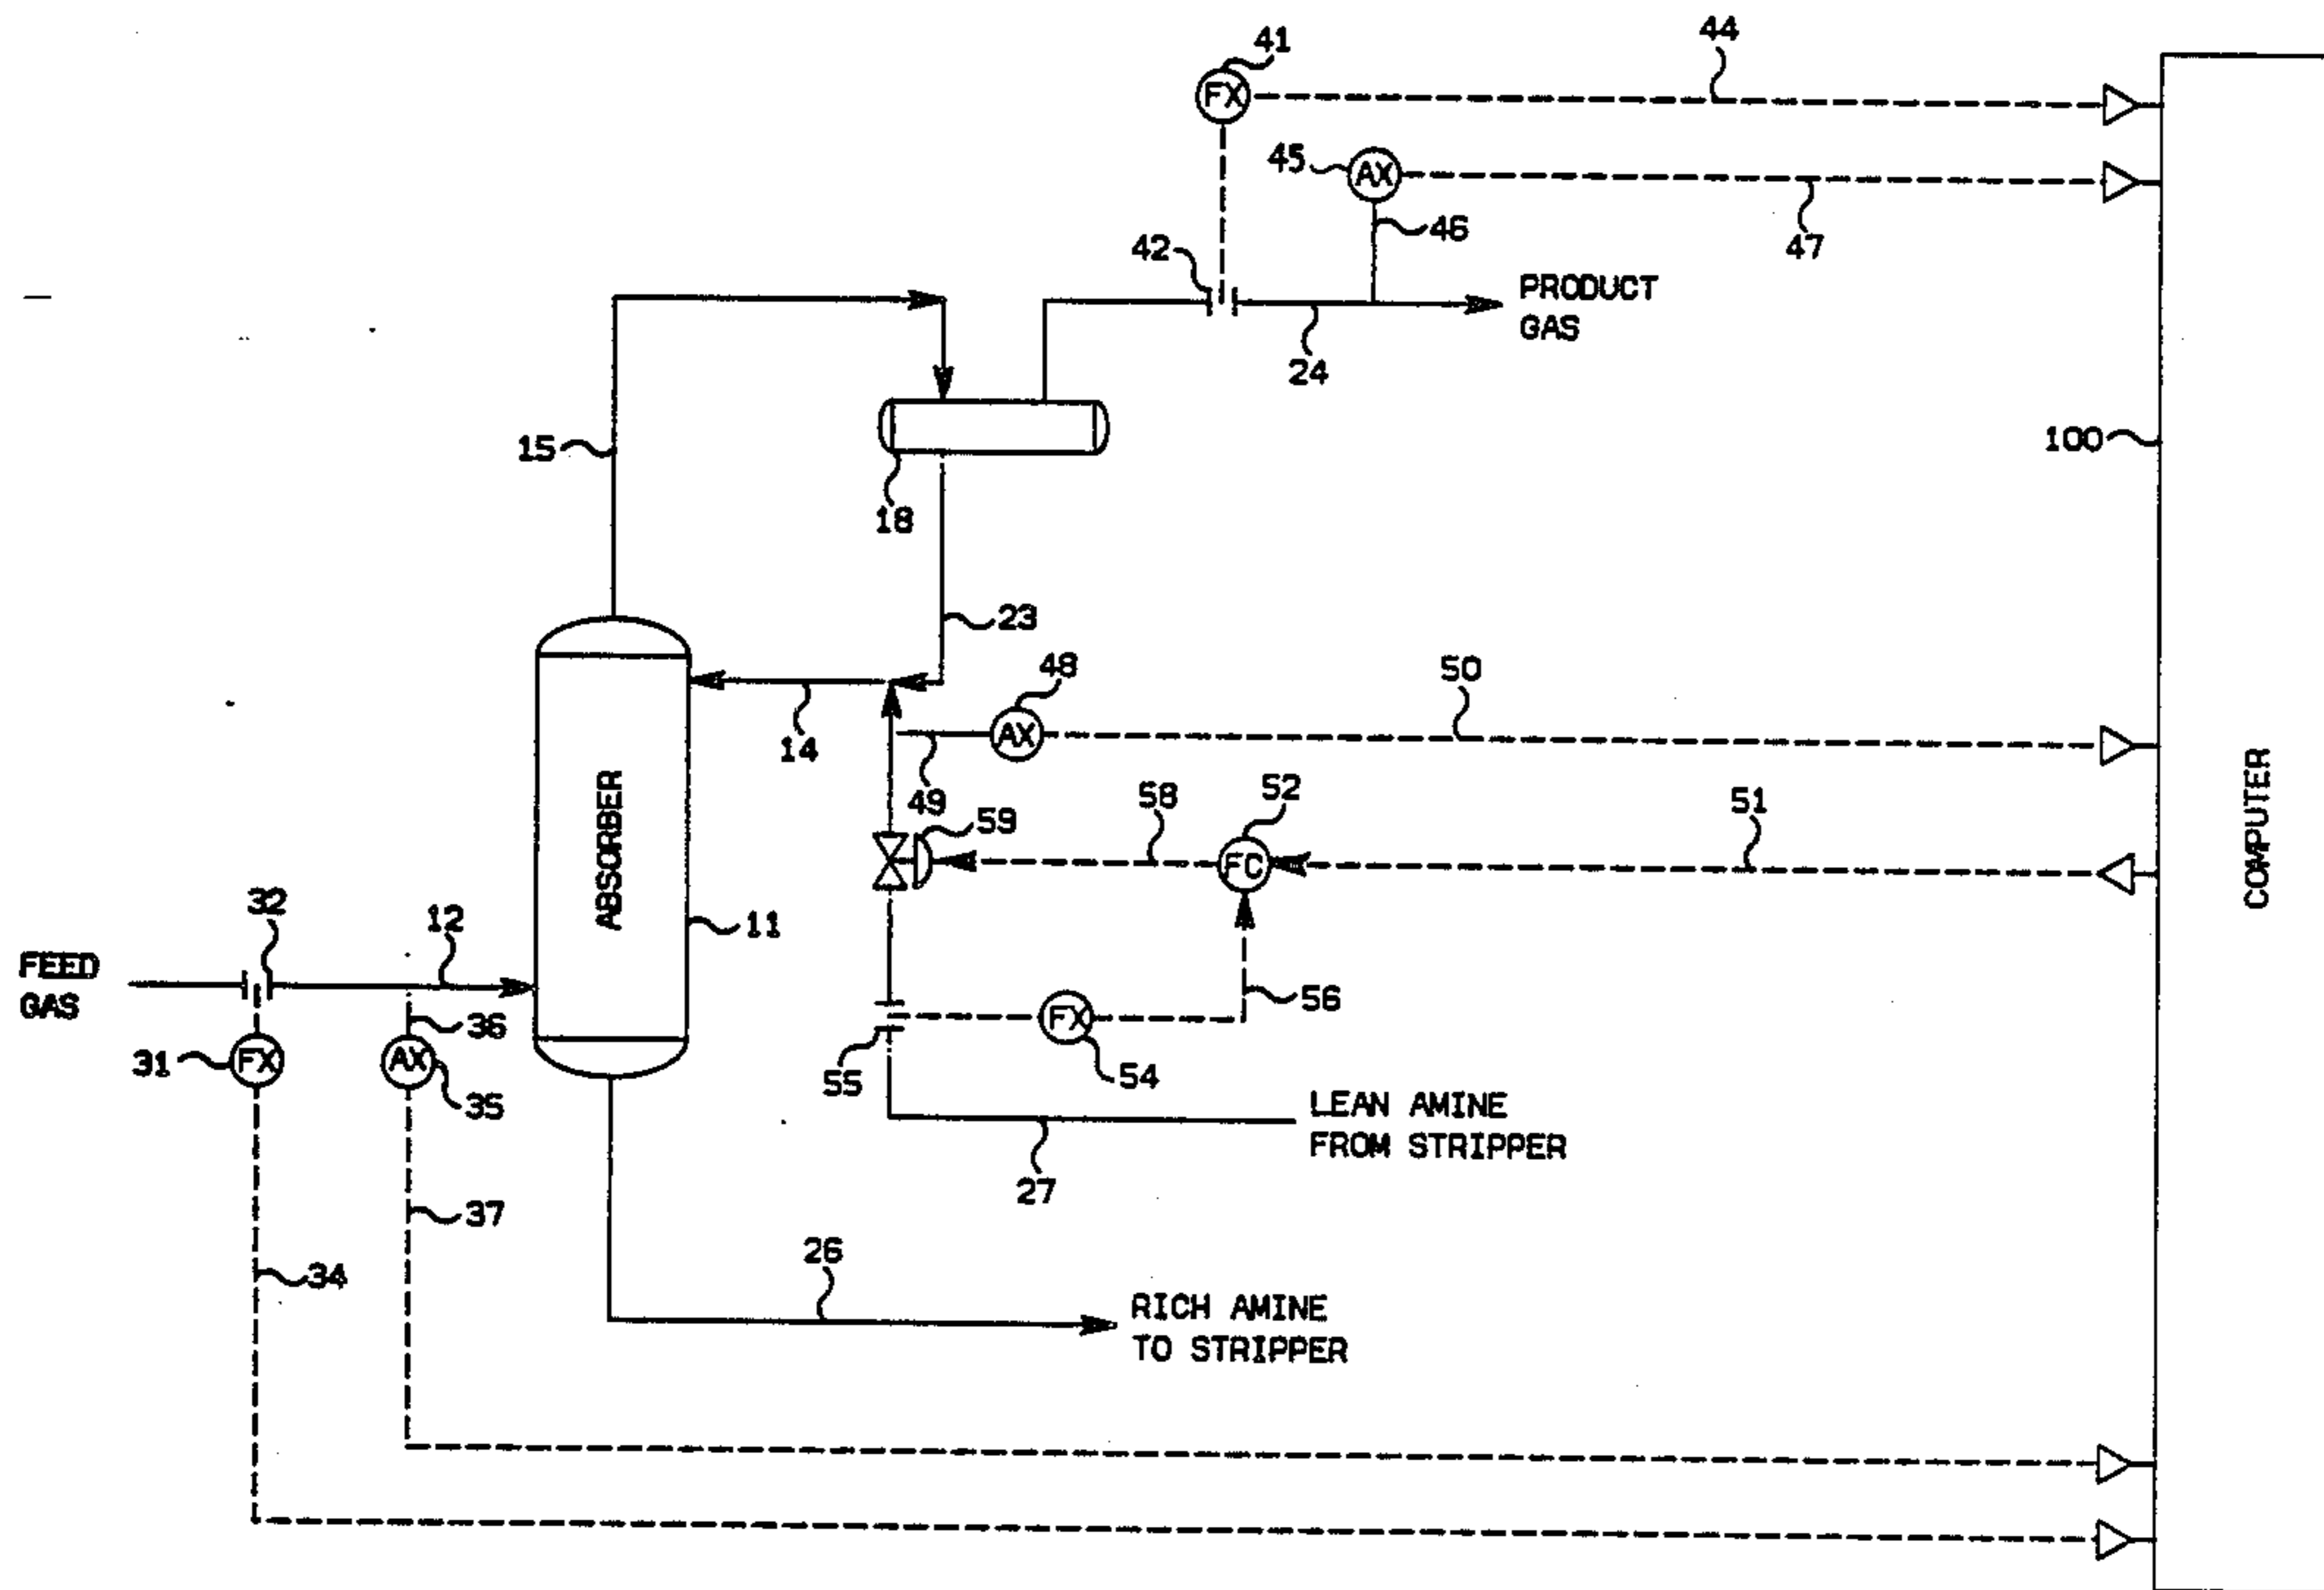 41
44
FX
45
AX
47
42
46
PRODUCT
GAS
24
15
18
100
23
48
50
AX
14
49
58
52
51
59
FC
ABSORBER
COMPUTER
32
12
11
FEED
GAS
36
56
31
FX
AX
35
55
FX
54
LEAN AMINE
FROM STRIPPER
27
37
34
26
RICH AMINE
TO STRIPPER